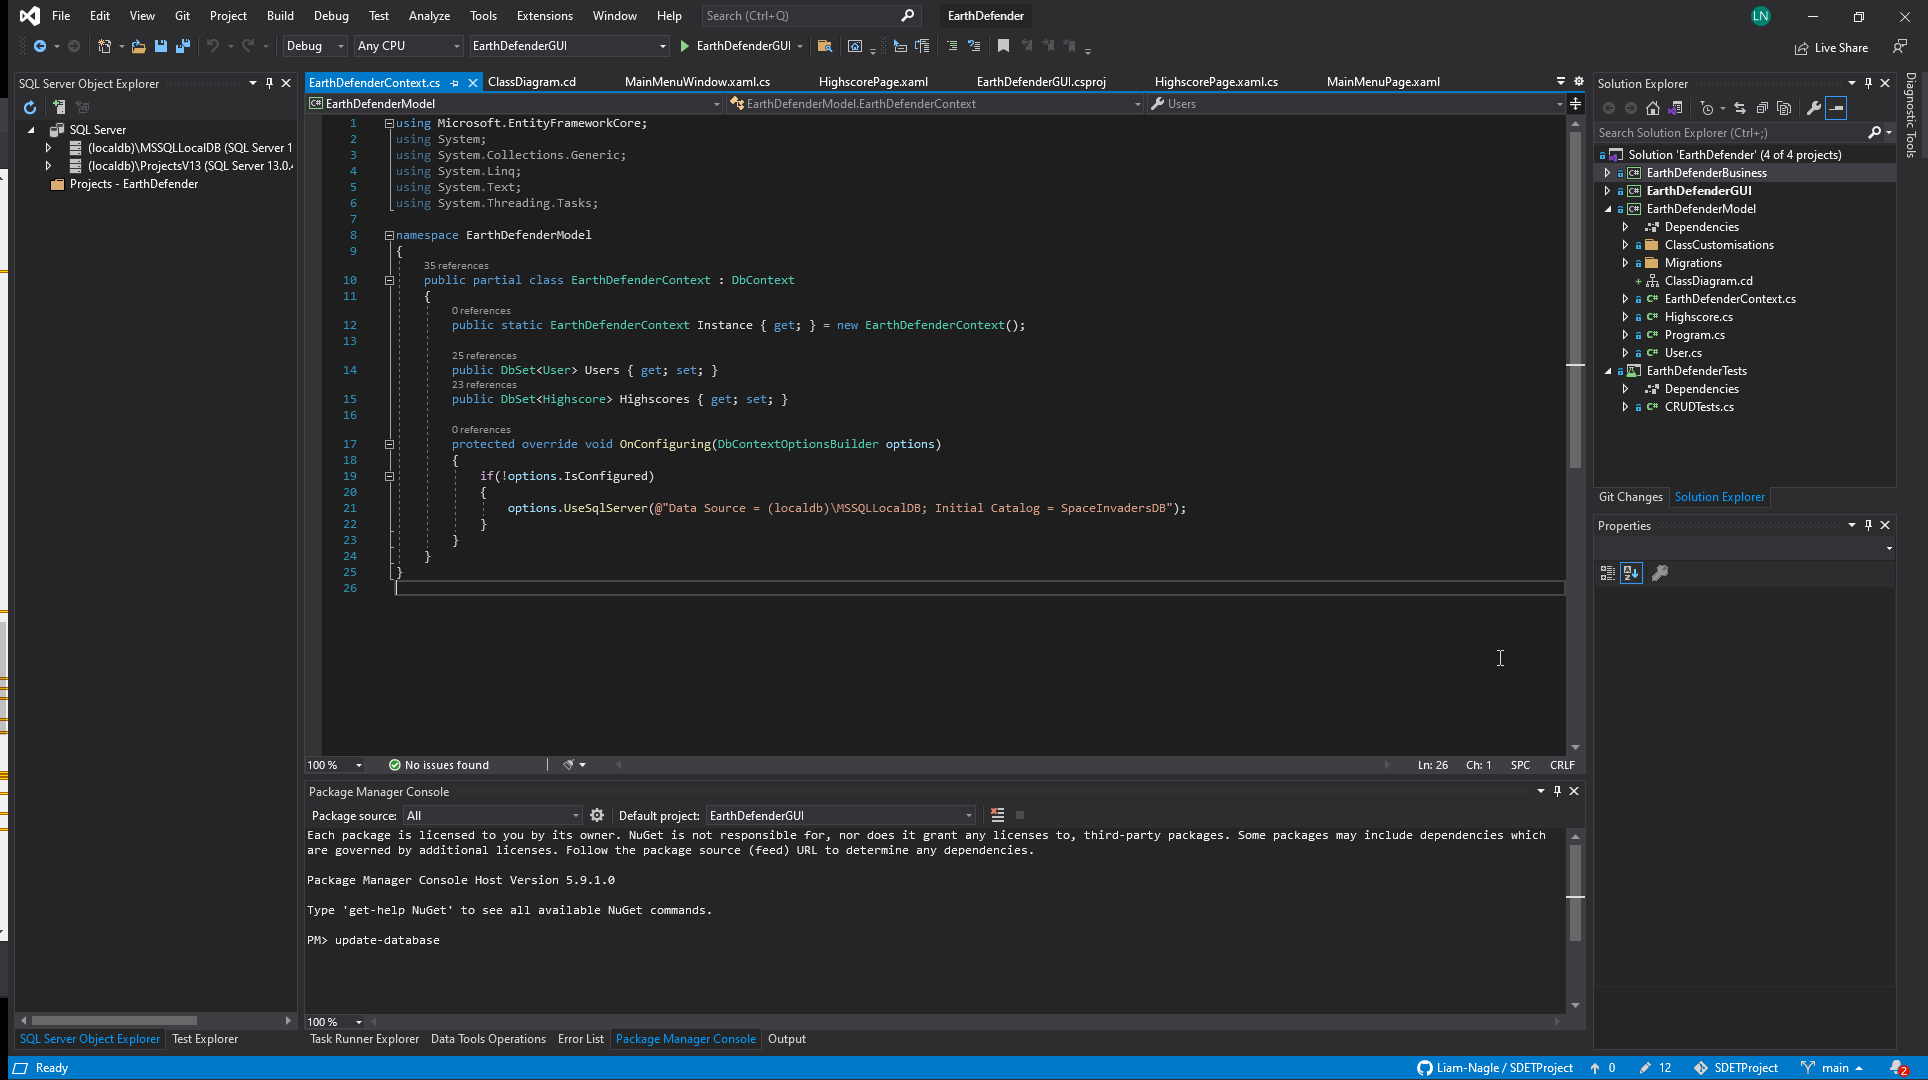 File Edit View Git Project Build Debug Test Analyze Tools Extensions Window Help Search (Ctrl+Q) EarthDefender LN
Debug Any CPU EarthDefenderGUI EarthDefenderGUI Live Share
SQL Server Object Explorer
SQL Server
(localdb)\MSSQLLocalDB (SQL Server 1
(localdb)\ProjectsV13 (SQL Server 13.0.4
Projects - EarthDefender
EarthDefenderContext.cs ClassDiagram.cd MainMenuWindow.xaml.cs HighscorePage.xaml EarthDefenderGUI.csproj HighscorePage.xaml.cs MainMenuPage.xaml
EarthDefenderModel EarthDefenderModel.EarthDefenderContext Users
1 using Microsoft.EntityFrameworkCore;
2 using System;
3 using System.Collections.Generic;
4 using System.Linq;
5 using System.Text;
6 using System.Threading.Tasks;
7
8 namespace EarthDefenderModel
9 {
35 references
10 public partial class EarthDefenderContext : DbContext
11 {
0 references
12 public static EarthDefenderContext Instance { get; } = new EarthDefenderContext();
13
25 references
14 public DbSet<User> Users { get; set; }
23 references
15 public DbSet<Highscore> Highscores { get; set; }
16
0 references
17 protected override void OnConfiguring(DbContextOptionsBuilder options)
18 {
19 if(!options.IsConfigured)
20 {
21 options.UseSqlServer(@"Data Source = (localdb)\MSSQLLocalDB; Initial Catalog = SpaceInvadersDB");
22 }
23 }
24 }
25 }
26
100 % No issues found Ln: 26 Ch: 1 SPC CRLF
Package Manager Console
Package source: All Default project: EarthDefenderGUI
Each package is licensed to you by its owner. NuGet is not responsible for, nor does it grant any licenses to, third-party packages. Some packages may include dependencies which
are governed by additional licenses. Follow the package source (feed) URL to determine any dependencies.
Package Manager Console Host Version 5.9.1.0
Type 'get-help NuGet' to see all available NuGet commands.
PM> update-database
100 %
SQL Server Object Explorer Test Explorer
Task Runner Explorer Data Tools Operations Error List Package Manager Console Output
Solution Explorer
Search Solution Explorer (Ctrl+;)
Solution 'EarthDefender' (4 of 4 projects)
EarthDefenderBusiness
EarthDefenderGUI
EarthDefenderModel
Dependencies
ClassCustomisations
Migrations
ClassDiagram.cd
EarthDefenderContext.cs
Highscore.cs
Program.cs
User.cs
EarthDefenderTests
Dependencies
CRUDTests.cs
Git Changes Solution Explorer
Properties
Diagnostic Tools
Ready Liam-Nagle / SDETProject 0 12 SDETProject main 2